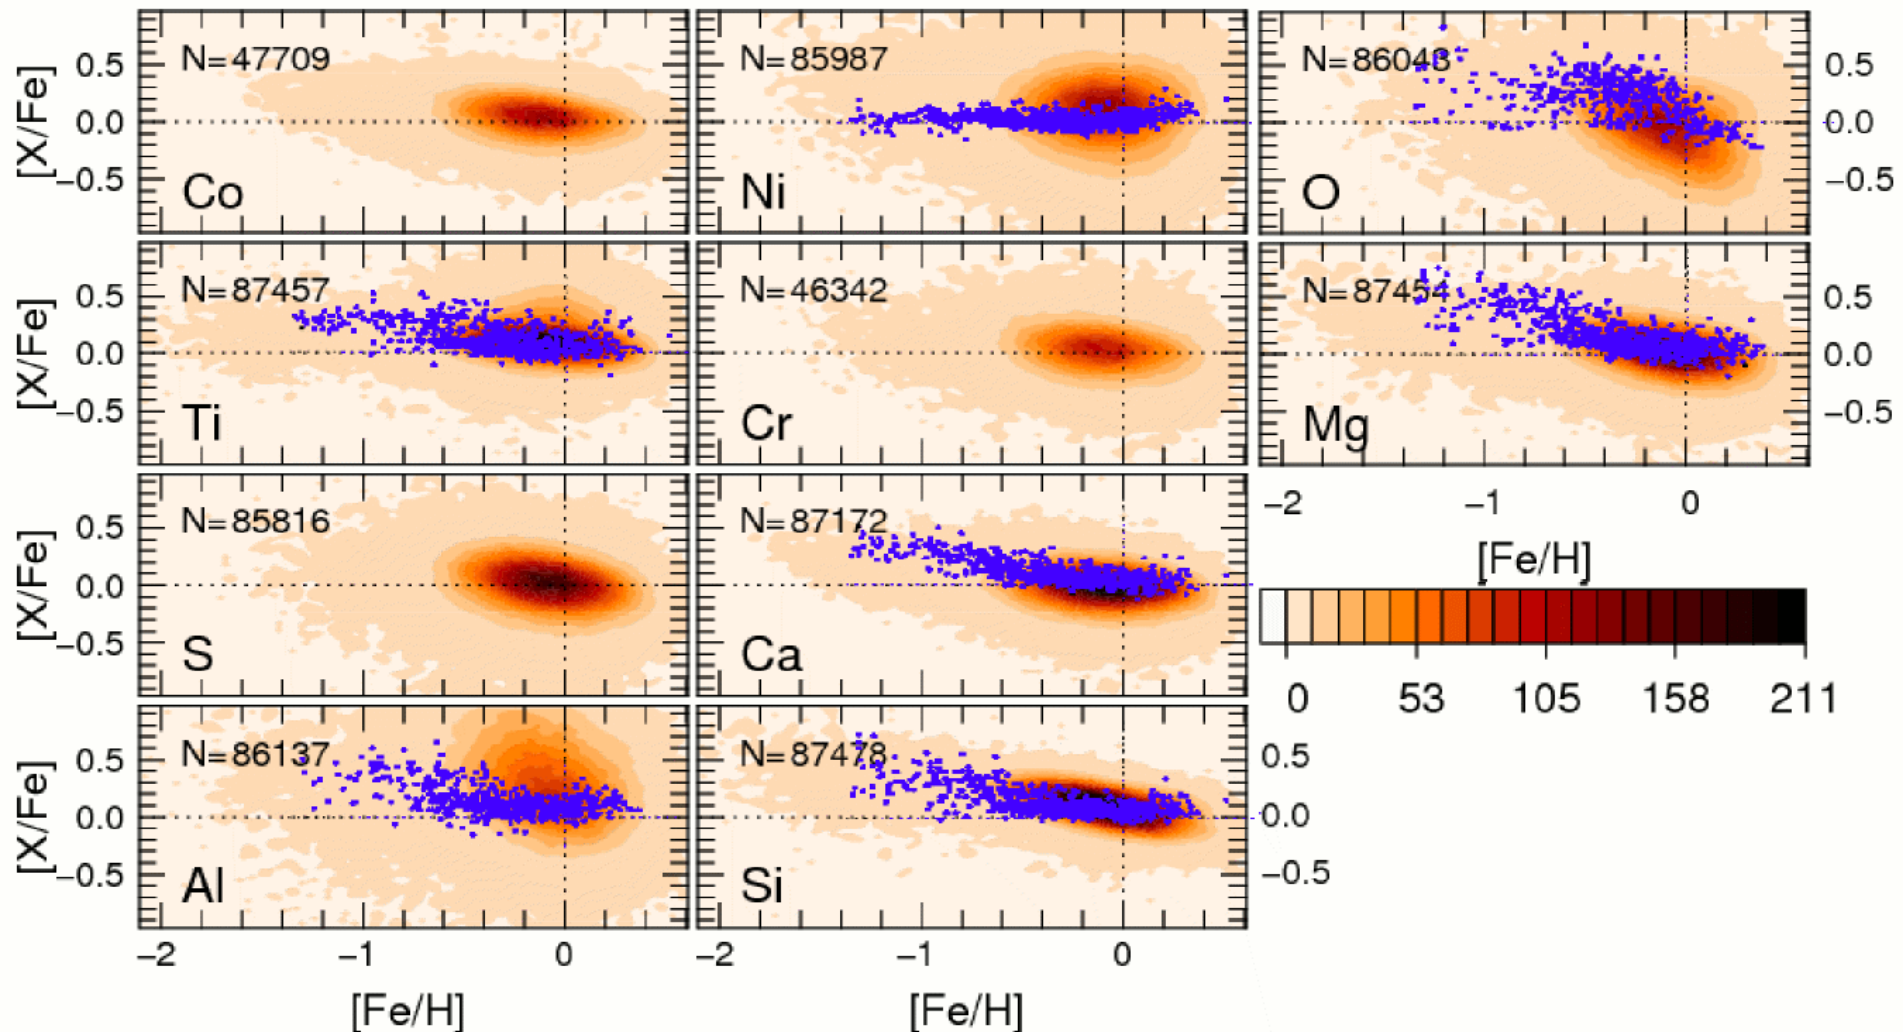 [X/Fe] 0.5 0.0 −0.5 N=47709 Co
N=85987 Ni
N=86043 O 0.5 0.0 −0.5
[X/Fe] 0.5 0.0 −0.5 N=87457 Ti
N=46342 Cr
N=87454 Mg 0.5 0.0 −0.5
−2 −1 0
[Fe/H]
[X/Fe] 0.5 0.0 −0.5 N=85816 S
N=87172 Ca
0 53 105 158 211
[X/Fe] 0.5 0.0 −0.5 N=86137 Al
N=87478 Si 0.5 0.0 −0.5
−2 −1 0
−2 −1 0
[Fe/H]
[Fe/H]